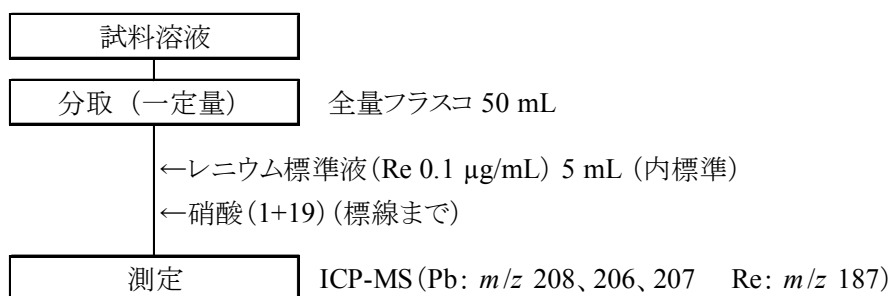 試料溶液
分取 (一定量) 全量フラスコ 50 mL
←レニウム標準液(Re 0.1 μg/mL) 5 mL (内標準)
←硝酸(1+19) (標線まで)
測定 ICP-MS(Pb: m/z 208、206、207 Re: m/z 187)